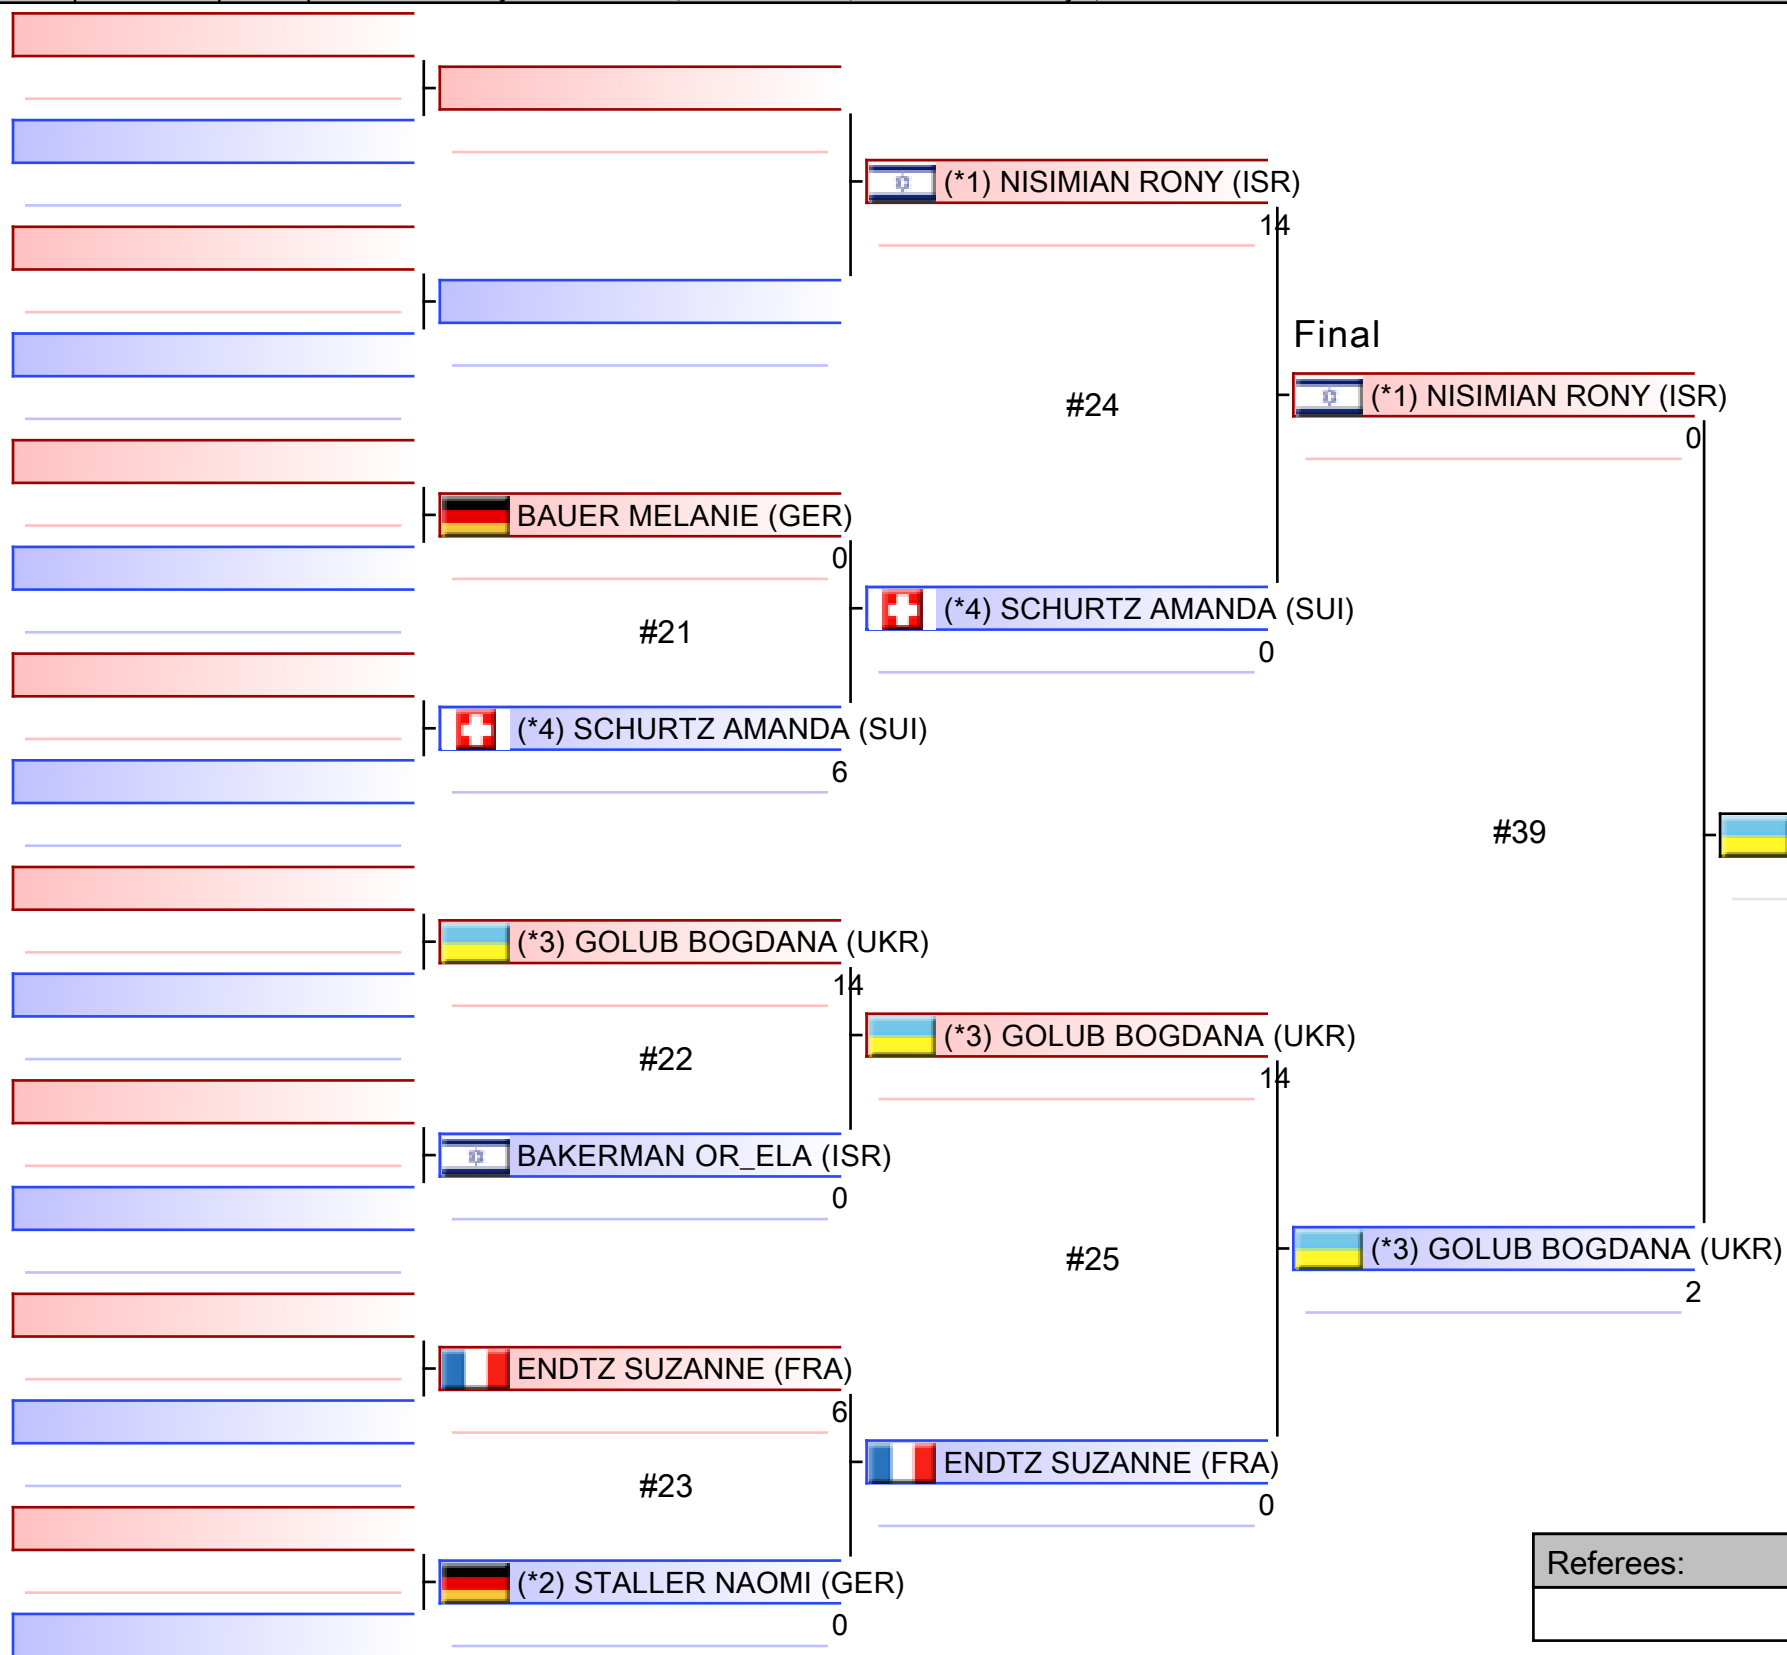 (*1) NISIMIAN RONY (ISR)
14
Final
#24
(*1) NISIMIAN RONY (ISR)
0
BAUER MELANIE (GER)
0
(*4) SCHURTZ AMANDA (SUI)
0
#21
(*4) SCHURTZ AMANDA (SUI)
6
#39
(*3) GOLUB BOGDANA (UKR)
14
(*3) GOLUB BOGDANA (UKR)
14
#22
BAKERMAN OR_ELA (ISR)
0
#25
(*3) GOLUB BOGDANA (UKR)
2
ENDTZ SUZANNE (FRA)
6
ENDTZ SUZANNE (FRA)
0
#23
(*2) STALLER NAOMI (GER)
0
Referees: